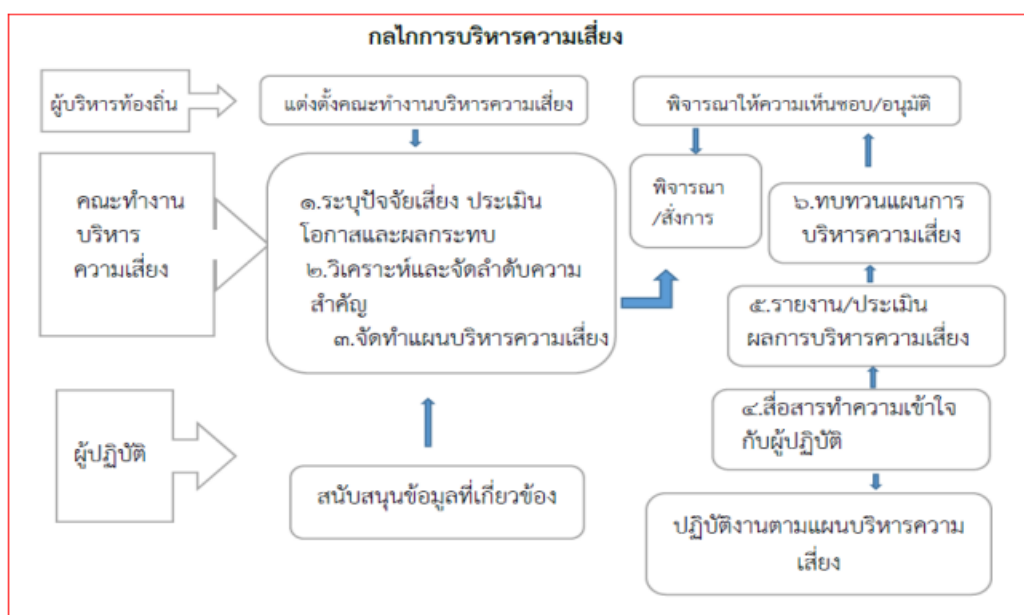 กลไกการบริหารความเสี่ยง
ผู้บริหารท้องถิ่น
แต่งตั้งคณะทำงานบริหารความเสี่ยง
พิจารณาให้ความเห็นชอบ/อนุมัติ
คณะทำงาน
บริหาร
ความเสี่ยง
๑.ระบุปัจจัยเสี่ยง ประเมิน
โอกาสและผลกระทบ
๒.วิเคราะห์และจัดลำดับความ
สำคัญ
๓.จัดทำแผนบริหารความเสี่ยง
พิจารณา
/สั่งการ
๖.ทบทวนแผนการ
บริหารความเสี่ยง
๕.รายงาน/ประเมิน
ผลการบริหารความเสี่ยง
๔.สื่อสารทำความเข้าใจ
กับผู้ปฏิบัติ
ผู้ปฏิบัติ
สนับสนุนข้อมูลที่เกี่ยวข้อง
ปฏิบัติงานตามแผนบริหารความ
เสี่ยง